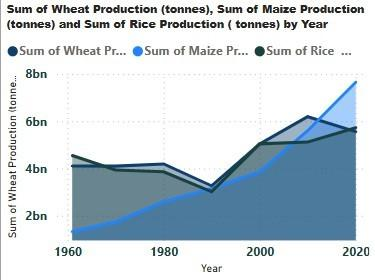 Sum of Wheat Production (tonnes), Sum of Maize Production
(tonnes) and Sum of Rice Production ( tonnes) by Year
Sum of Wheat Pr... Sum of Maize Pr... Sum of Rice ...
8bn
6bn
4bn
2bn
Sum of Wheat Production (tonne...
1960 1980 2000 2020
Year